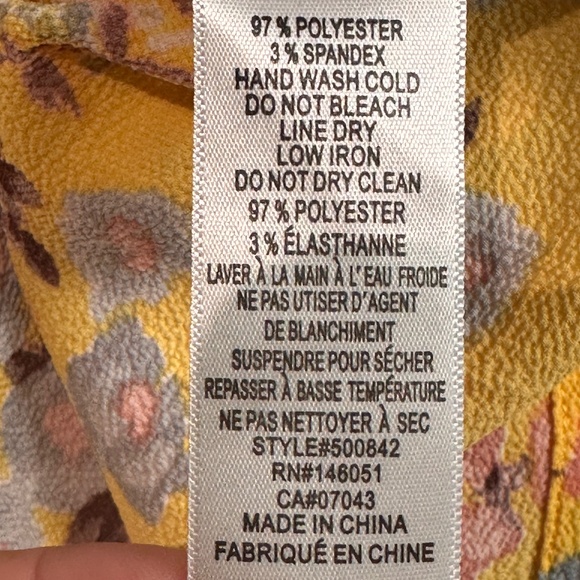 97 % POLYESTER
3 % SPANDEX
HAND WASH COLD
DO NOT BLEACH
LINE DRY
LOW IRON
DO NOT DRY CLEAN
97 % POLYESTER
3 % ÉLASTHANNE
LAVER À LA MAIN À L'EAU FROIDE
NE PAS UTISER D'AGENT
DE BLANCHIMENT
SUSPENDRE POUR SÉCHER
REPASSER À BASSE TEMPÉRATURE
NE PAS NETTOYER À SEC
STYLE#500842
RN#146051
CA#07043
MADE IN CHINA
FABRIQUÉ EN CHINE